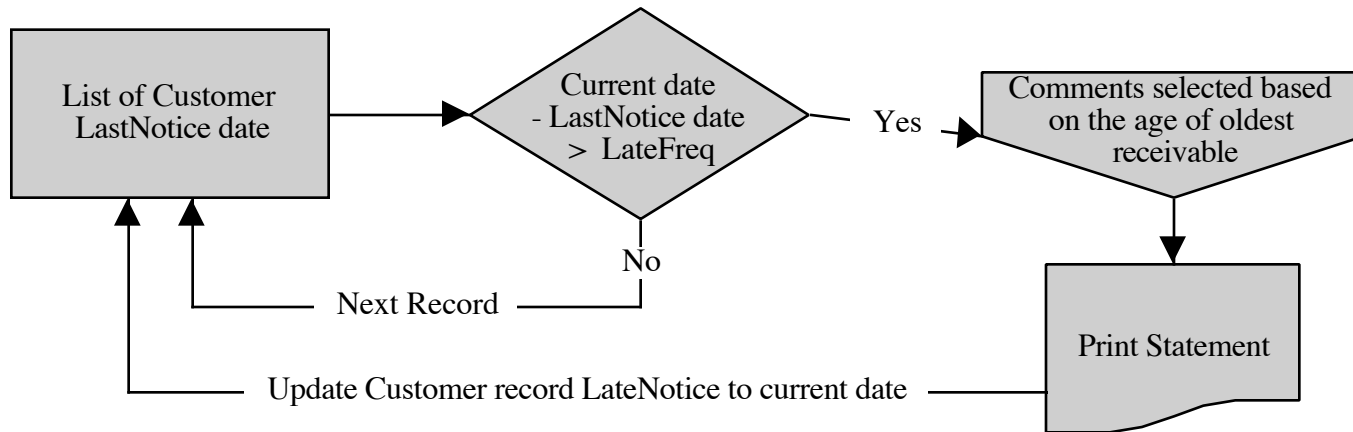 List of Customer
LastNotice date
Current date
- LastNotice date
> LateFreq
Yes
Comments selected based
on the age of oldest
receivable
No
Next Record
Print Statement
Update Customer record LateNotice to current date